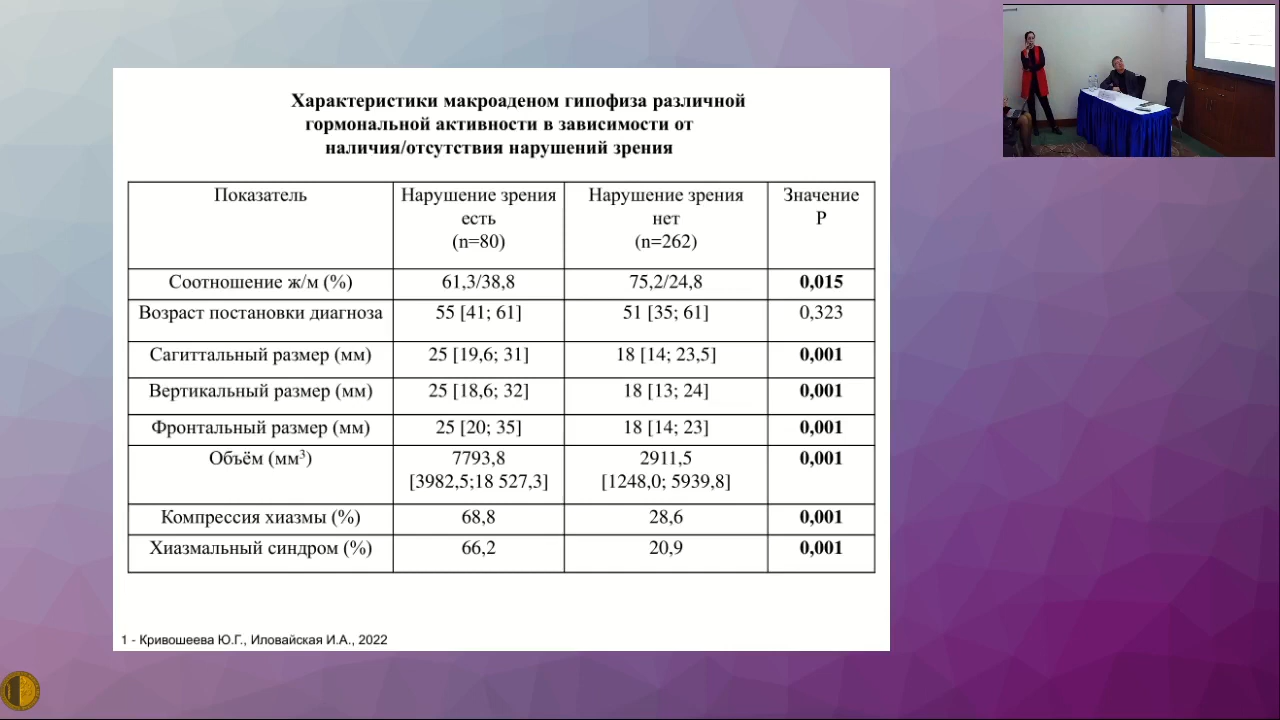 Характеристики макроаденом гипофиза различной
гормональной активности в зависимости от
наличия/отсутствия нарушений зрения
Показатель
Нарушение зрения
есть
(n=80)
Нарушение зрения
нет
(n=262)
Значение
P
Соотношение ж/м (%) 61,3/38,8 75,2/24,8 0,015
Возраст постановки диагноза 55 [41; 61] 51 [35; 61] 0,323
Сагиттальный размер (мм) 25 [19,6; 31] 18 [14; 23,5] 0,001
Вертикальный размер (мм) 25 [18,6; 32] 18 [13; 24] 0,001
Фронтальный размер (мм) 25 [20; 35] 18 [14; 23] 0,001
Объём (мм³) 7793,8 2911,5 0,001
[3982,5;18 527,3] [1248,0; 5939,8]
Компрессия хиазмы (%) 68,8 28,6 0,001
Хиазмальный синдром (%) 66,2 20,9 0,001
1 - Кривошеева Ю.Г., Иловайская И.А., 2022